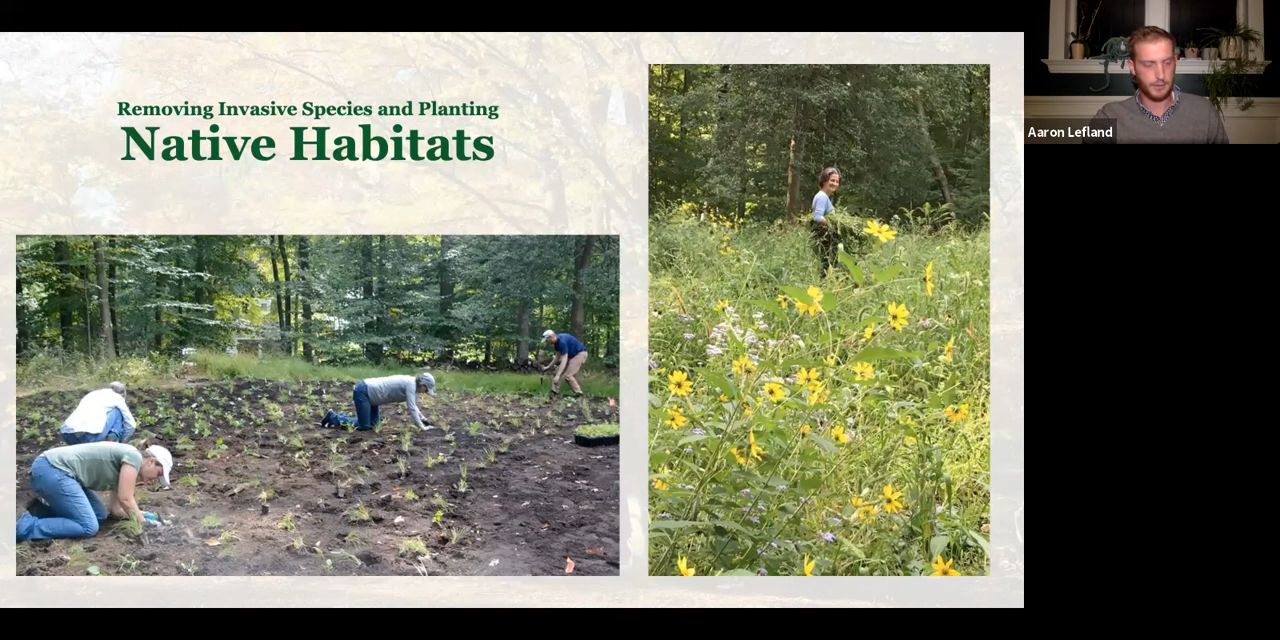 Removing Invasive Species and Planting
Native Habitats
Aaron Lefland